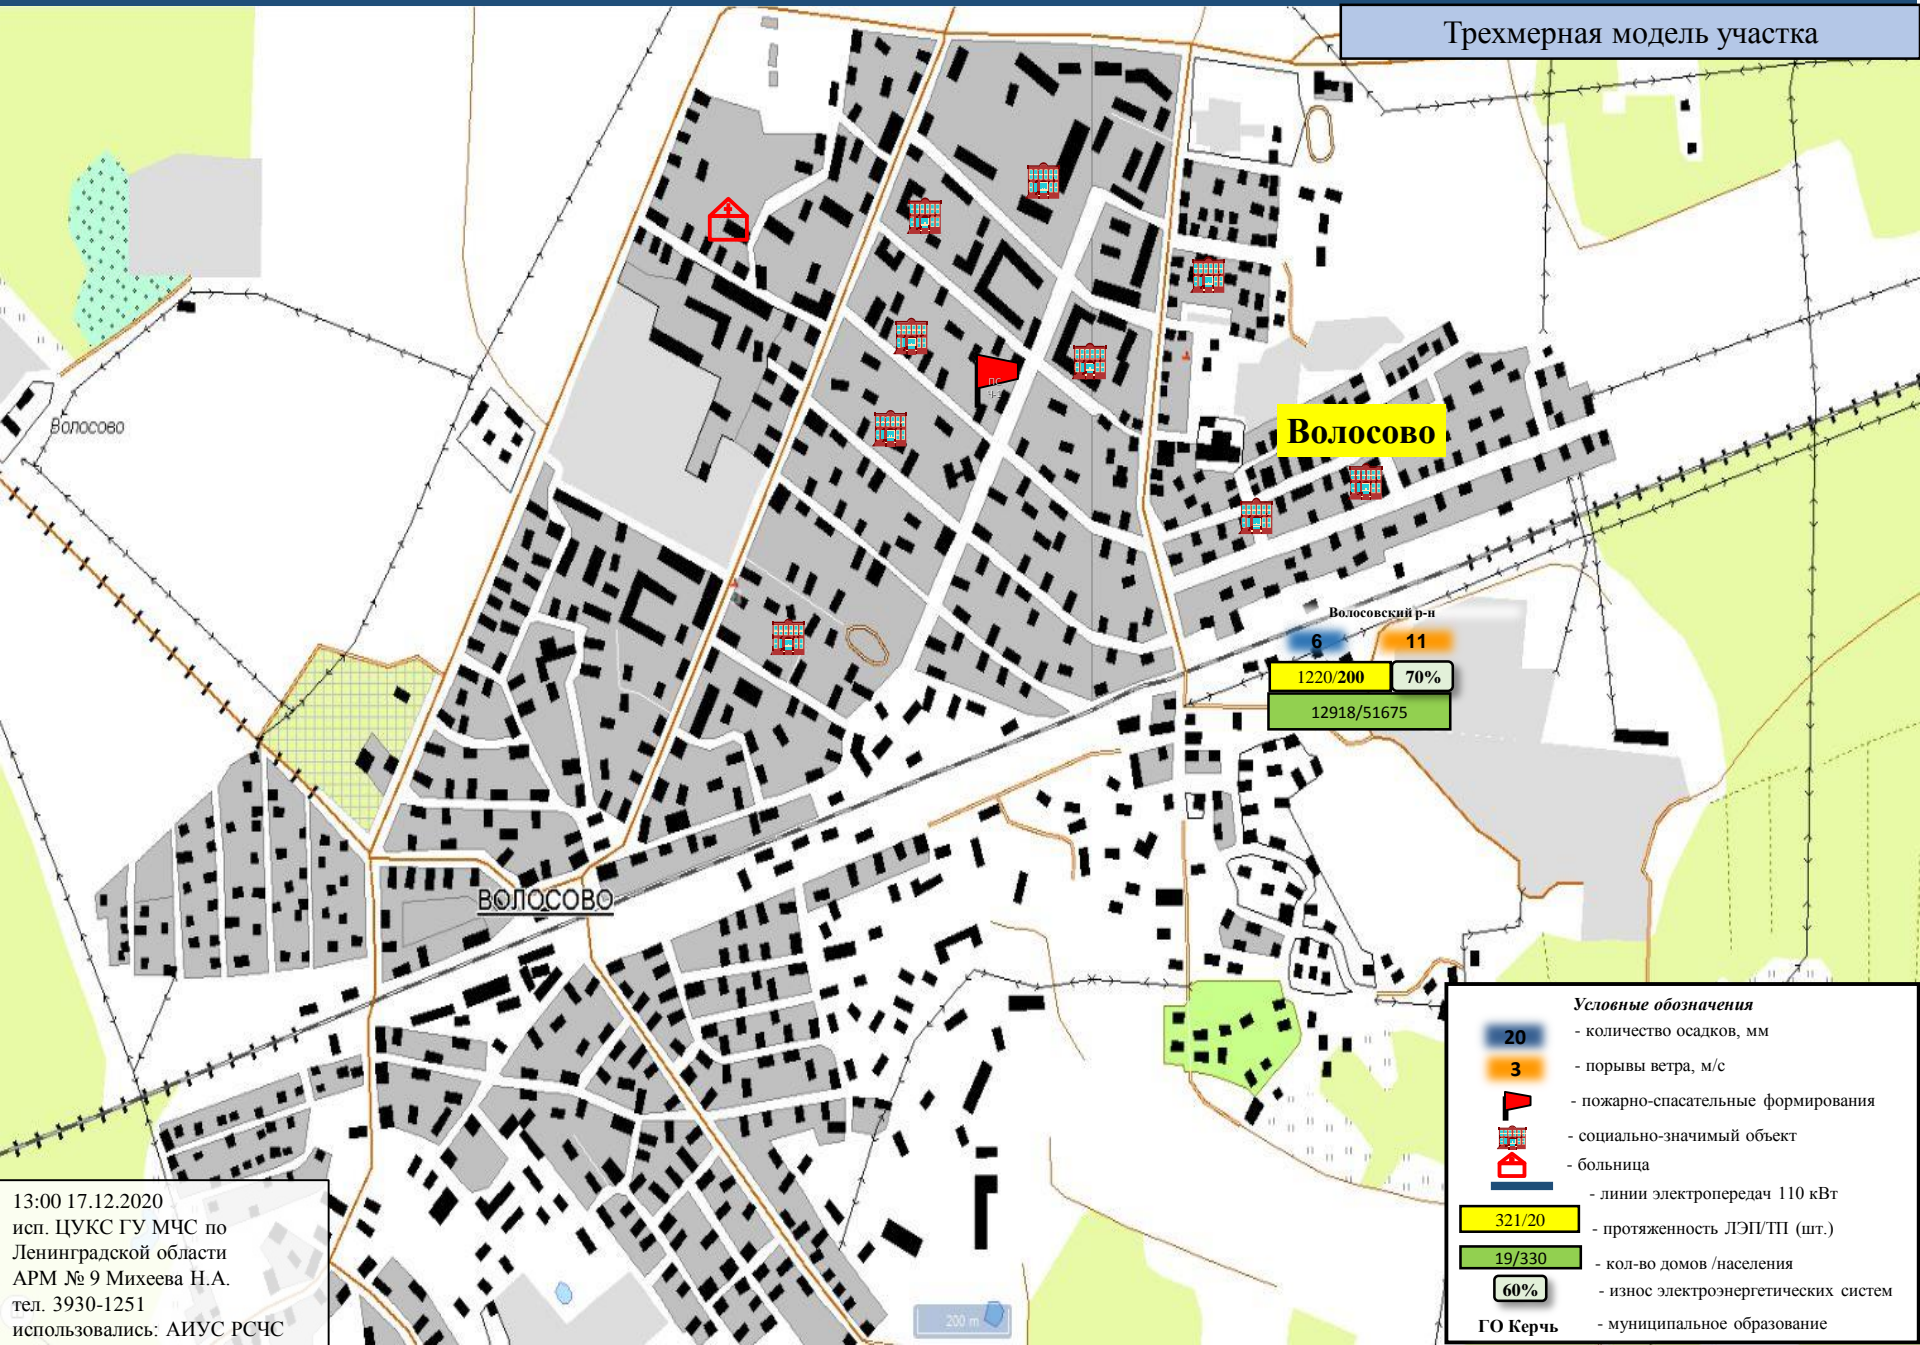 Трехмерная модель участка
Волосово
Волосово
ПС
Ч-2
Волосовский р-н
6 11
1220/200 70%
12918/51675
ВОЛОСОВО
Условные обозначения
20 - количество осадков, мм
3 - порывы ветра, м/с
- пожарно-спасательные формирования
- социально-значимый объект
- больница
- линии электропередач 110 кВт
321/20 - протяженность ЛЭП/ТП (шт.)
19/330 - кол-во домов /населения
60% - износ электроэнергетических систем
ГО Керчь - муниципальное образование
13:00 17.12.2020
исп. ЦУКС ГУ МЧС по
Ленинградской области
АРМ № 9 Михеева Н.А.
тел. 3930-1251
использовались: АИУС РСЧС
200 m